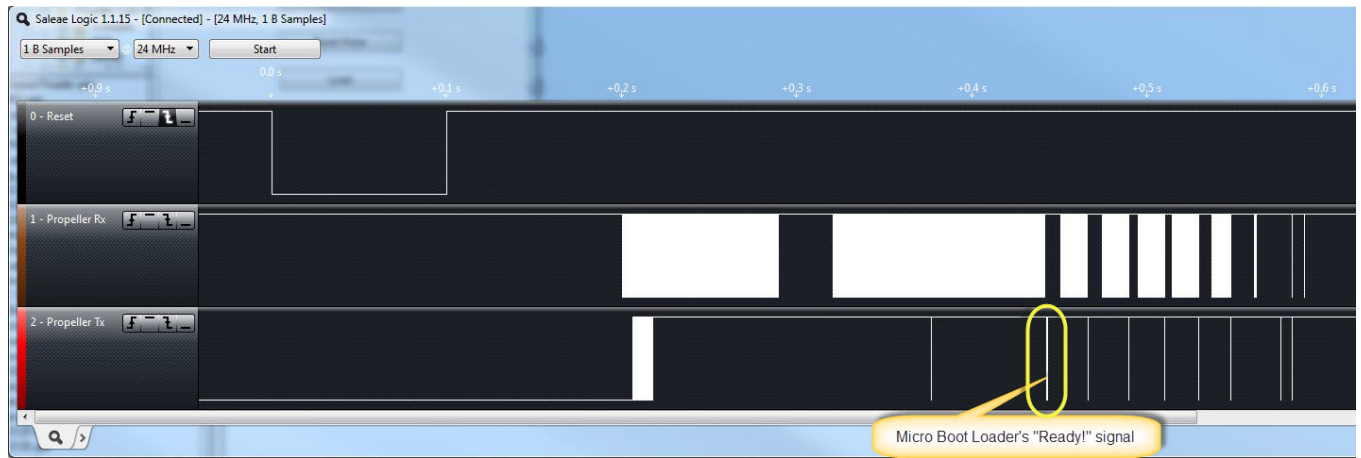 Saleae Logic 1.1.15 - [Connected] - [24 MHz, 1 B Samples]
1 B Samples @ 24 MHz Start
0.0 s
+0,9 s +0,1 s +0,2 s +0,3 s +0,4 s +0,5 s +0,6 s
0 - Reset
1 - Propeller Rx
2 - Propeller Tx
Micro Boot Loader's "Ready!" signal